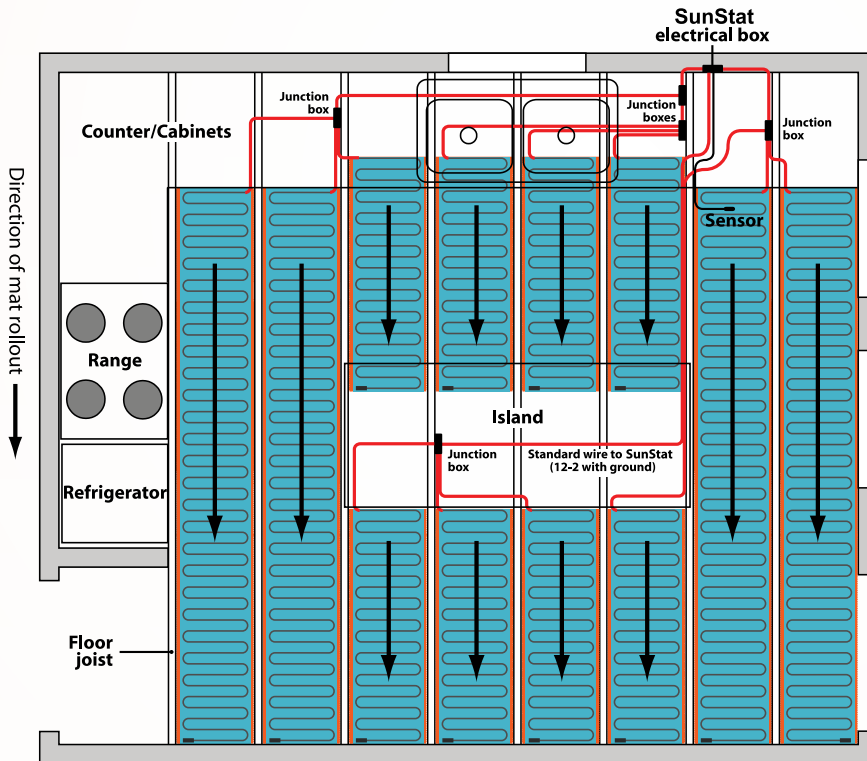 SunStat
electrical box
Junction
box
Junction
boxes
Junction
box
Counter/Cabinets
Direction of mat rollout
Sensor
Range
Island
Junction
box
Standard wire to SunStat
(12-2 with ground)
Refrigerator
Floor
joist